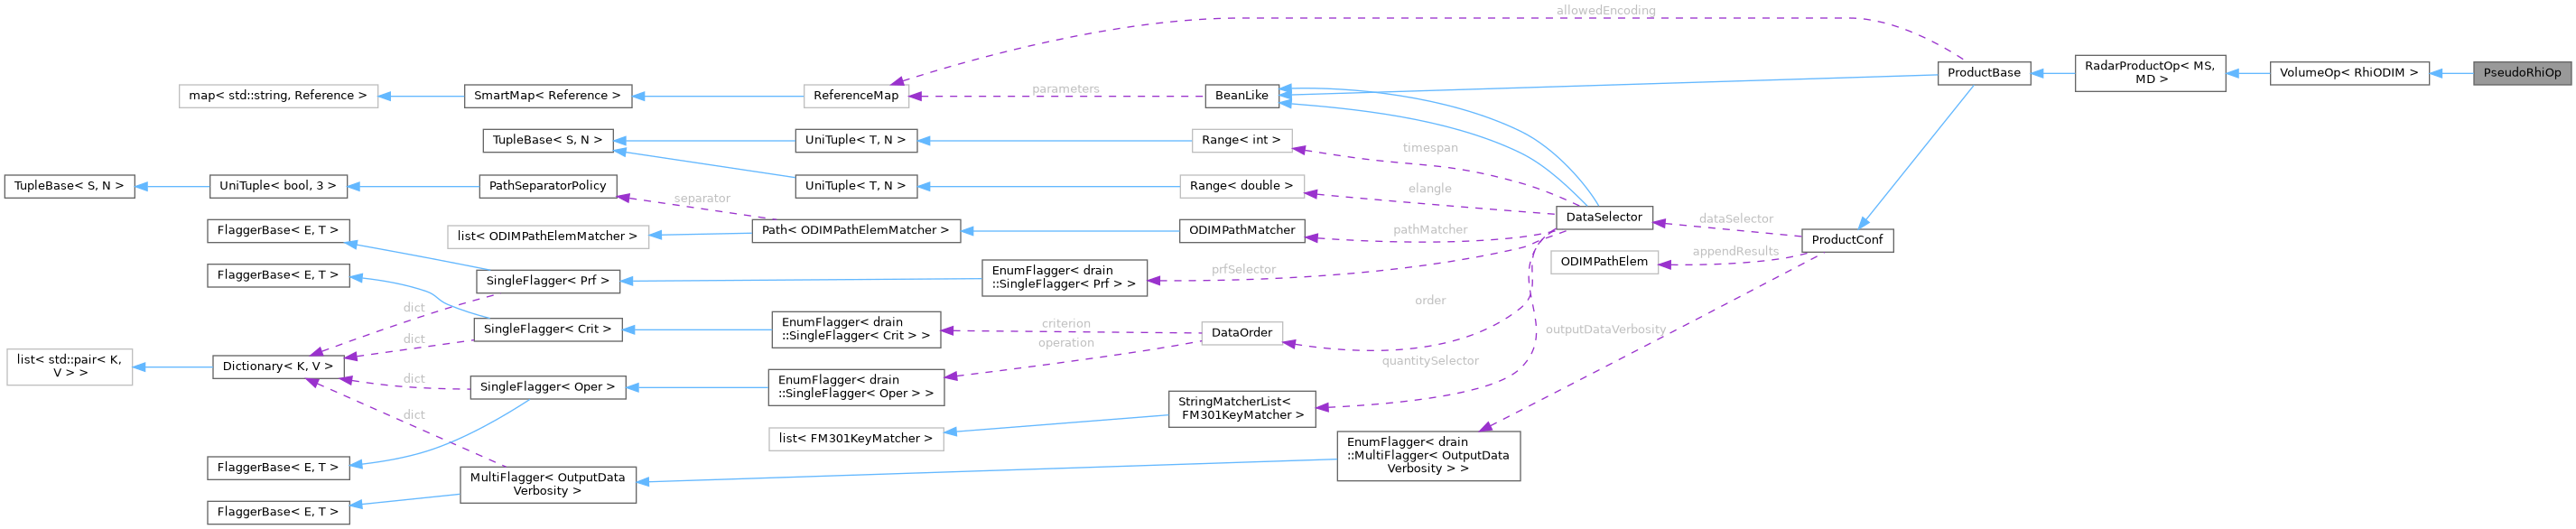 allowedEncoding
ProductBase
RadarProductOp< MS,
MD >
VolumeOp< RhiODIM >
PseudoRhiOp
map< std::string, Reference >
SmartMap< Reference >
ReferenceMap
parameters
BeanLike
TupleBase< S, N >
UniTuple< T, N >
Range< int >
timespan
TupleBase< S, N >
UniTuple< bool, 3 >
PathSeparatorPolicy
separator
UniTuple< T, N >
Range< double >
elangle
DataSelector
dataSelector
ProductConf
FlaggerBase< E, T >
list< ODIMPathElemMatcher >
Path< ODIMPathElemMatcher >
ODIMPathMatcher
pathMatcher
appendResults
ODIMPathElem
FlaggerBase< E, T >
SingleFlagger< Prf >
EnumFlagger< drain
::SingleFlagger< Prf > >
prfSelector
order
dict
SingleFlagger< Crit >
EnumFlagger< drain
::SingleFlagger< Crit > >
criterion
DataOrder
operation
outputDataVerbosity
dict
list< std::pair< K,
V > >
Dictionary< K, V >
quantitySelector
dict
SingleFlagger< Oper >
EnumFlagger< drain
::SingleFlagger< Oper > >
dict
StringMatcherList<
FM301KeyMatcher >
list< FM301KeyMatcher >
EnumFlagger< drain
::MultiFlagger< OutputData
Verbosity > >
FlaggerBase< E, T >
MultiFlagger< OutputData
Verbosity >
FlaggerBase< E, T >